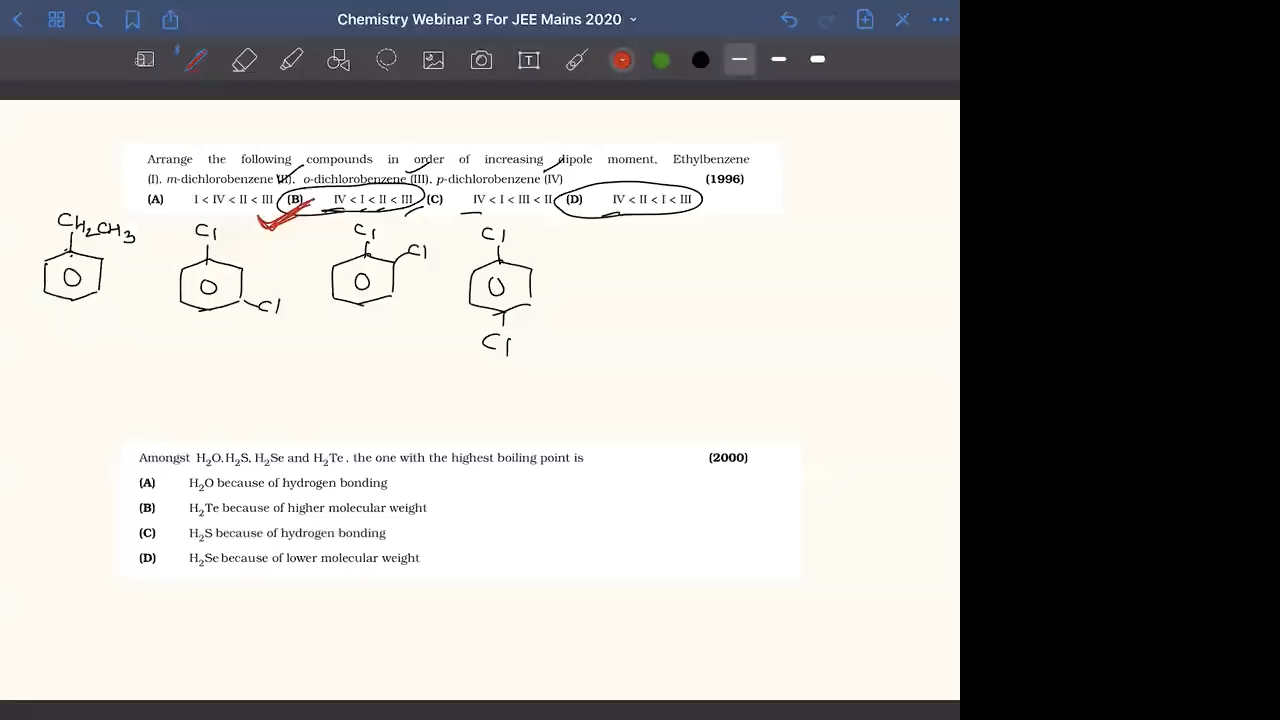 Chemistry Webinar 3 For JEE Mains 2020
T
Arrange the following compounds in order of increasing dipole moment, Ethylbenzene
(I), m-dichlorobenzene (II), o-dichlorobenzene (III), p-dichlorobenzene (IV) (1996)
(A) I < IV < II < III (B) IV < I < II < III (C) IV < I < III < II (D) IV < II < I < III
CH₂CH₃ Cl Cl Cl Cl
Cl
Cl
Amongst H₂O, H₂S, H₂Se and H₂Te, the one with the highest boiling point is (2000)
(A) H₂O because of hydrogen bonding
(B) H₂Te because of higher molecular weight
(C) H₂S because of hydrogen bonding
(D) H₂Se because of lower molecular weight